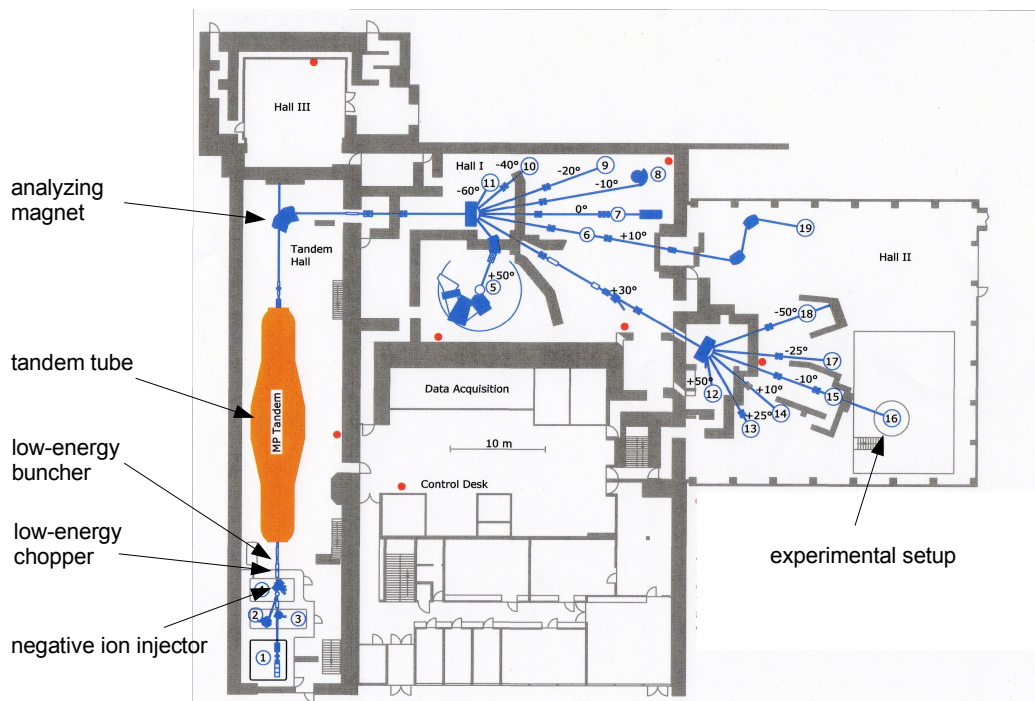 Hall III
analyzing
magnet
Hall I
-60°
11
-40°
10
-20°
9
-10°
8
0°
7
6
+10°
19
Hall II
Tandem
Hall
+50°
5
+30°
-50°
18
-25°
17
-10°
15
16
+50°
12
+10°
14
+25°
13
tandem tube
MP Tandem
Data Acquisition
10 m
Control Desk
low-energy
buncher
low-energy
chopper
negative ion injector
2
3
1
experimental setup